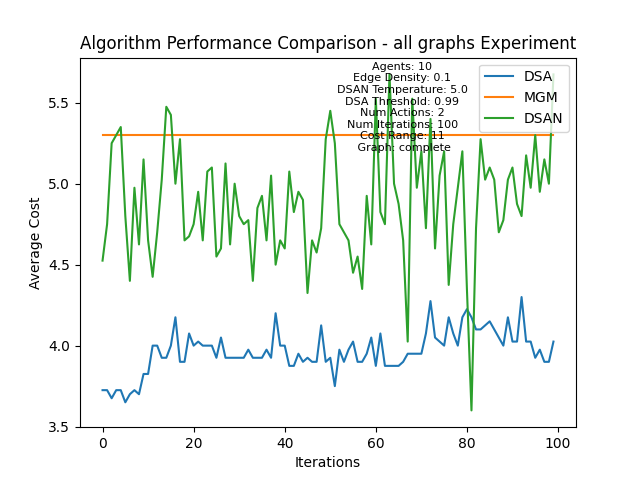 Algorithm Performance Comparison - all graphs Experiment
Agents: 10
Edge Density: 0.1
DSAN Temperature: 5.0
DSA Threshold: 0.99
Num Actions: 2
Num Iterations: 100
Cost Range: 11
Graph: complete
DSA
MGM
DSAN
Average Cost
5.5
5.0
4.5
4.0
3.5
0
20
40
60
80
100
Iterations